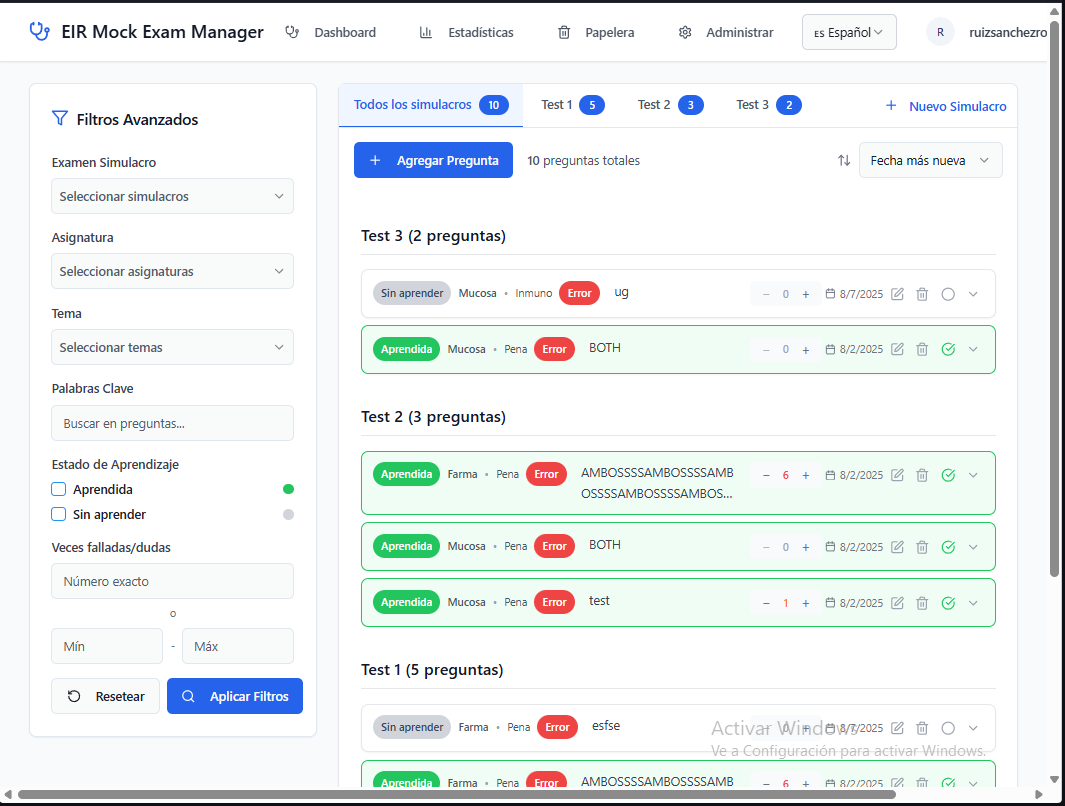 EIR Mock Exam Manager
Dashboard
Estadísticas
Papelera
Administrar
ES Español
R
ruizsanchezro
Filtros Avanzados
Examen Simulacro
Seleccionar simulacros
Asignatura
Seleccionar asignaturas
Tema
Seleccionar temas
Palabras Clave
Buscar en preguntas...
Estado de Aprendizaje
Aprendida
Sin aprender
Veces falladas/dudas
Número exacto
o
Mín - Máx
Resetear
Aplicar Filtros
Todos los simulacros 10
Test 1 5
Test 2 3
Test 3 2
+ Nuevo Simulacro
+ Agregar Pregunta
10 preguntas totales
Fecha más nueva
Test 3 (2 preguntas)
Sin aprender Mucosa • Inmuno Error ug − 0 + 8/7/2025
Aprendida Mucosa • Pena Error BOTH − 0 + 8/2/2025
Test 2 (3 preguntas)
Aprendida Farma • Pena Error AMBOSSSSAMBOSSSSAMB − 6 + 8/2/2025
OSSSSAMBOSSSSAMBOS...
Aprendida Mucosa • Pena Error BOTH − 0 + 8/2/2025
Aprendida Mucosa • Pena Error test − 1 + 8/2/2025
Test 1 (5 preguntas)
Sin aprender Farma • Pena Error esfse − 0 + 8/7/2025
Aprendida Farma • Pena Error AMBOSSSSAMBOSSSSAMB − 6 + 8/2/2025
Activar Windows
Ve a Configuración para activar Windows.